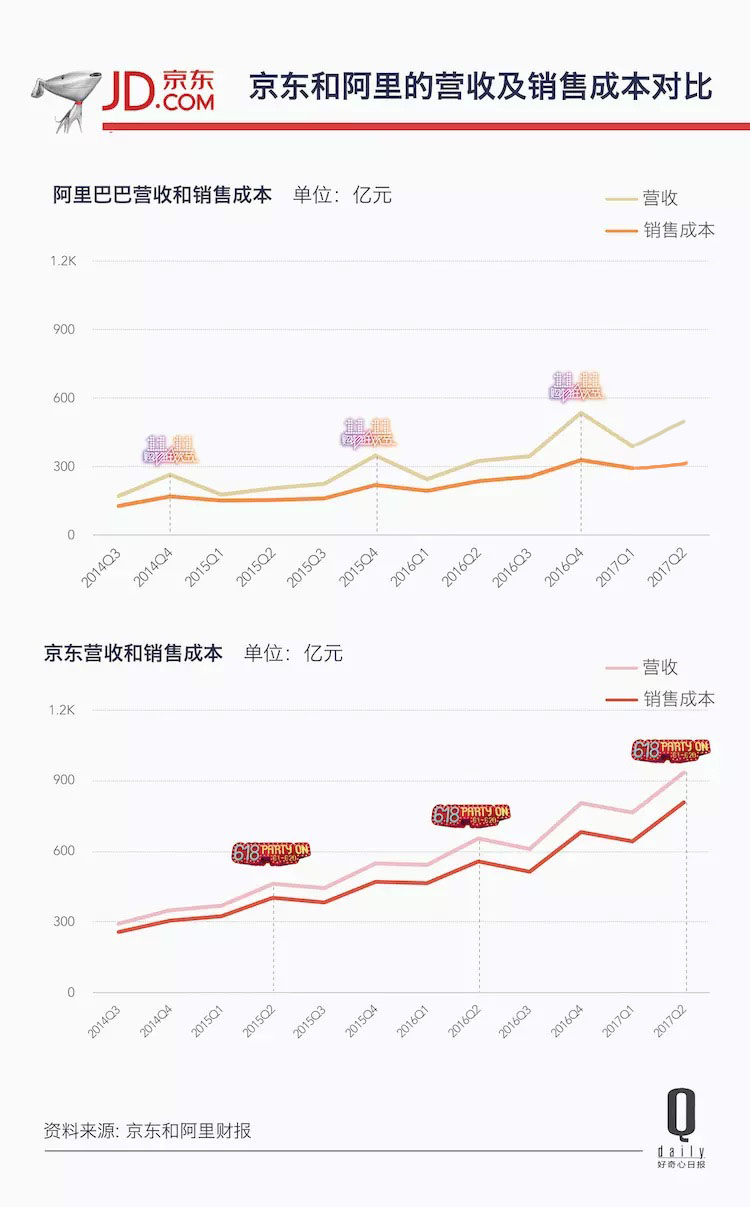 JD.COM 京东
京东和阿里的营收及销售成本对比
阿里巴巴营收和销售成本 单位：亿元
营收
销售成本
1.2K
900
600
300
0
2014Q3
2014Q4
2015Q1
2015Q2
2015Q3
2015Q4
2016Q1
2016Q2
2016Q3
2016Q4
2017Q1
2017Q2
京东营收和销售成本 单位：亿元
营收
销售成本
1.2K
900
600
300
0
618 PARTY ON
618 PARTY ON
618 PARTY ON
2014Q3
2014Q4
2015Q1
2015Q2
2015Q3
2015Q4
2016Q1
2016Q2
2016Q3
2016Q4
2017Q1
2017Q2
资料来源: 京东和阿里财报
Q
daily
好奇心日报